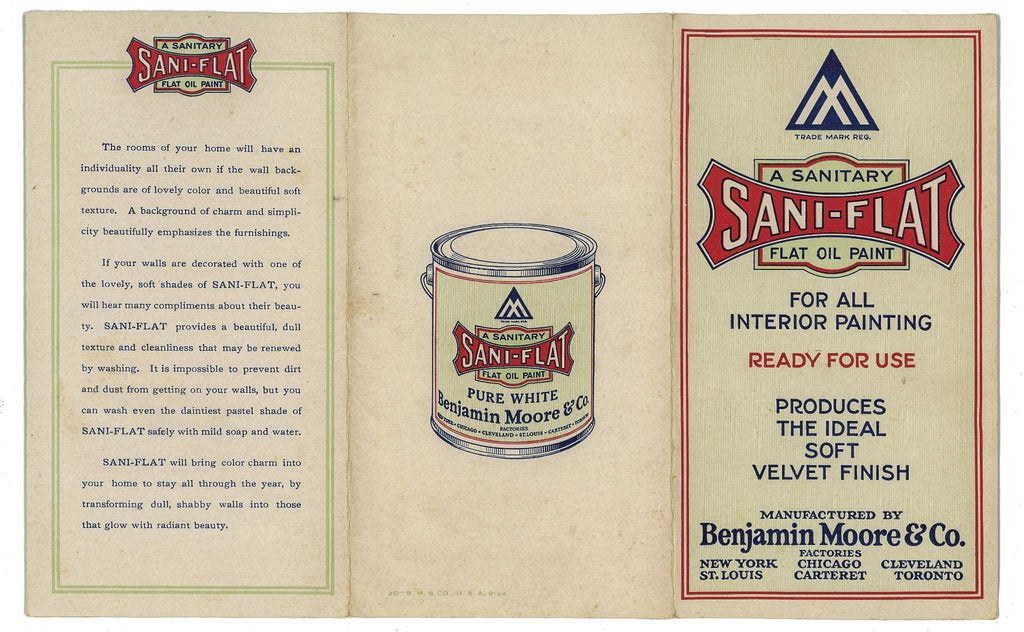 A SANITARY
SANI-FLAT
FLAT OIL PAINT
The rooms of your home will have an
individuality all their own if the wall back-
grounds are of lovely color and beautiful soft
texture. A background of charm and simpli-
city beautifully emphasizes the furnishings.
If your walls are decorated with one of
the lovely, soft shades of SANI-FLAT, you
will hear many compliments about their beau-
ty. SANI-FLAT provides a beautiful, dull
texture and cleanliness that may be renewed
by washing. It is impossible to prevent dirt
and dust from getting on your walls, but you
can wash even the daintiest pastel shade of
SANI-FLAT safely with mild soap and water.
SANI-FLAT will bring color charm into
your home to stay all through the year, by
transforming dull, shabby walls into those
that glow with radiant beauty.
TRADE MARK REG.
A SANITARY
SANI-FLAT
FLAT OIL PAINT
PURE WHITE
Benjamin Moore & Co.
FACTORIES
CHICAGO - CLEVELAND - ST. LOUIS - CARTERET
B. M. & CO., U. S. A.
TRADE MARK REG.
A SANITARY
SANI-FLAT
FLAT OIL PAINT
FOR ALL
INTERIOR PAINTING
READY FOR USE
PRODUCES
THE IDEAL
SOFT
VELVET FINISH
MANUFACTURED BY
Benjamin Moore & Co.
FACTORIES
NEW YORK CHICAGO CLEVELAND
ST. LOUIS CARTERET TORONTO